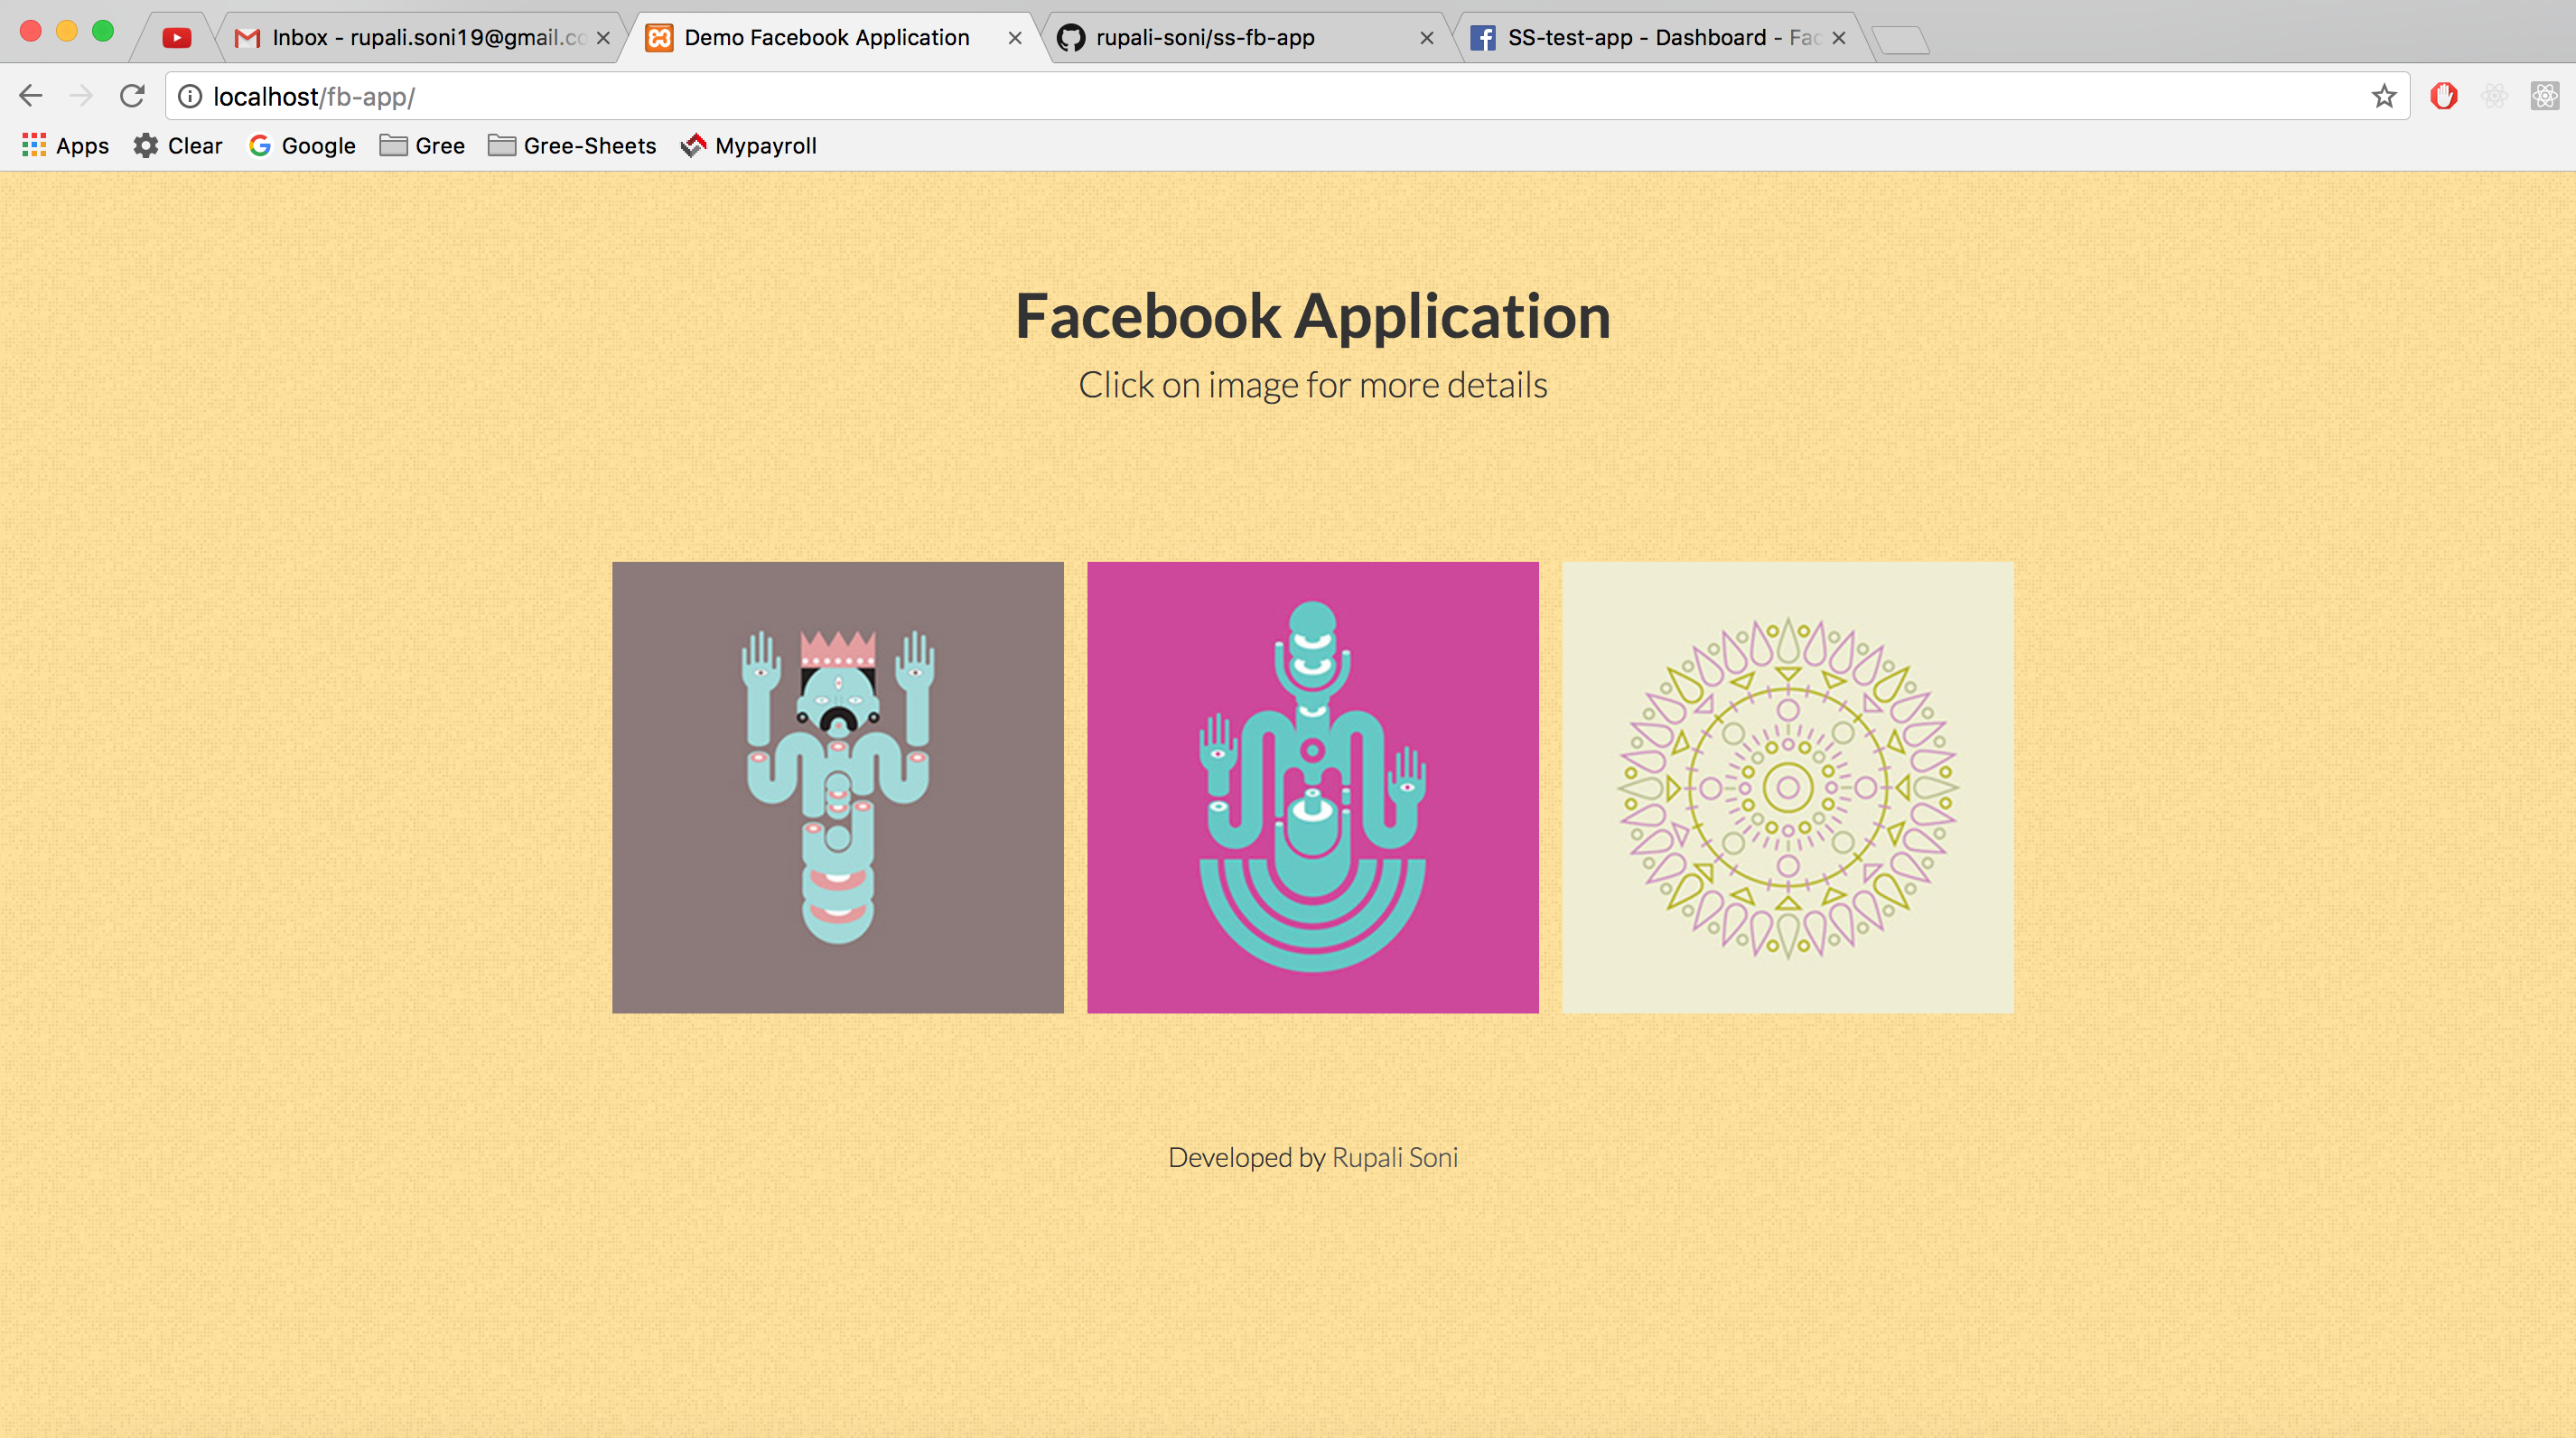 Inbox - rupali.soni19@gmail.co
Demo Facebook Application
rupali-soni/ss-fb-app
SS-test-app - Dashboard - Fac
localhost/fb-app/
Apps
Clear
Google
Gree
Gree-Sheets
Mypayroll
Facebook Application
Click on image for more details
Developed by Rupali Soni